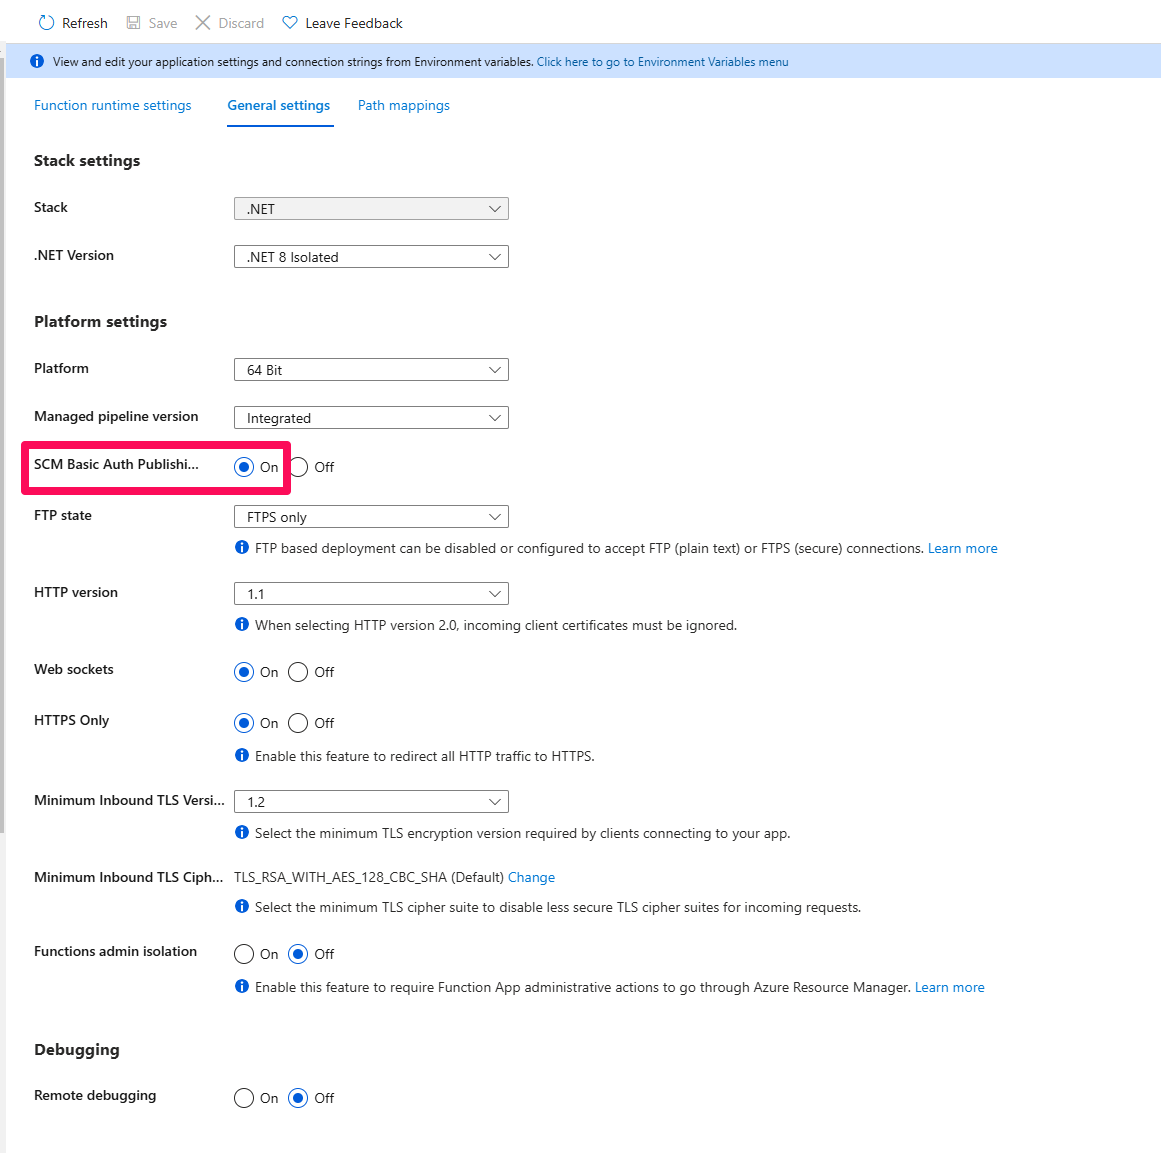 Refresh Save Discard Leave Feedback
View and edit your application settings and connection strings from Environment variables. Click here to go to Environment Variables menu
Function runtime settings General settings Path mappings
Stack settings
Stack .NET
.NET Version .NET 8 Isolated
Platform settings
Platform 64 Bit
Managed pipeline version Integrated
SCM Basic Auth Publishi... On Off
FTP state FTPS only
FTP based deployment can be disabled or configured to accept FTP (plain text) or FTPS (secure) connections. Learn more
HTTP version 1.1
When selecting HTTP version 2.0, incoming client certificates must be ignored.
Web sockets On Off
HTTPS Only On Off
Enable this feature to redirect all HTTP traffic to HTTPS.
Minimum Inbound TLS Versi... 1.2
Select the minimum TLS encryption version required by clients connecting to your app.
Minimum Inbound TLS Ciph... TLS_RSA_WITH_AES_128_CBC_SHA (Default) Change
Select the minimum TLS cipher suite to disable less secure TLS cipher suites for incoming requests.
Functions admin isolation On Off
Enable this feature to require Function App administrative actions to go through Azure Resource Manager. Learn more
Debugging
Remote debugging On Off